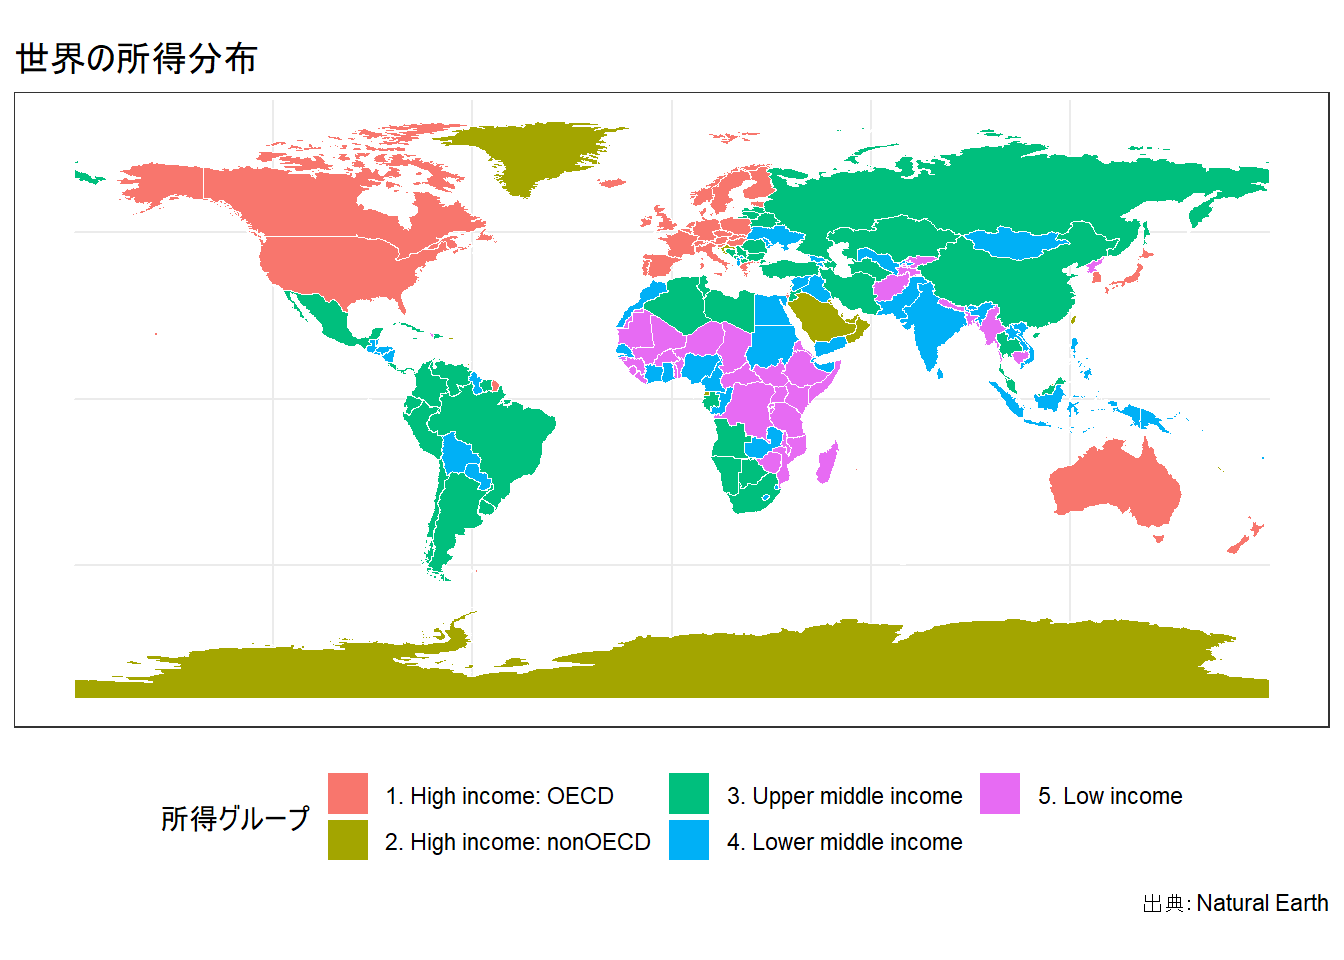 世界の所得分布
所得グループ
1. High income: OECD
2. High income: nonOECD
3. Upper middle income
4. Lower middle income
5. Low income
出典: Natural Earth